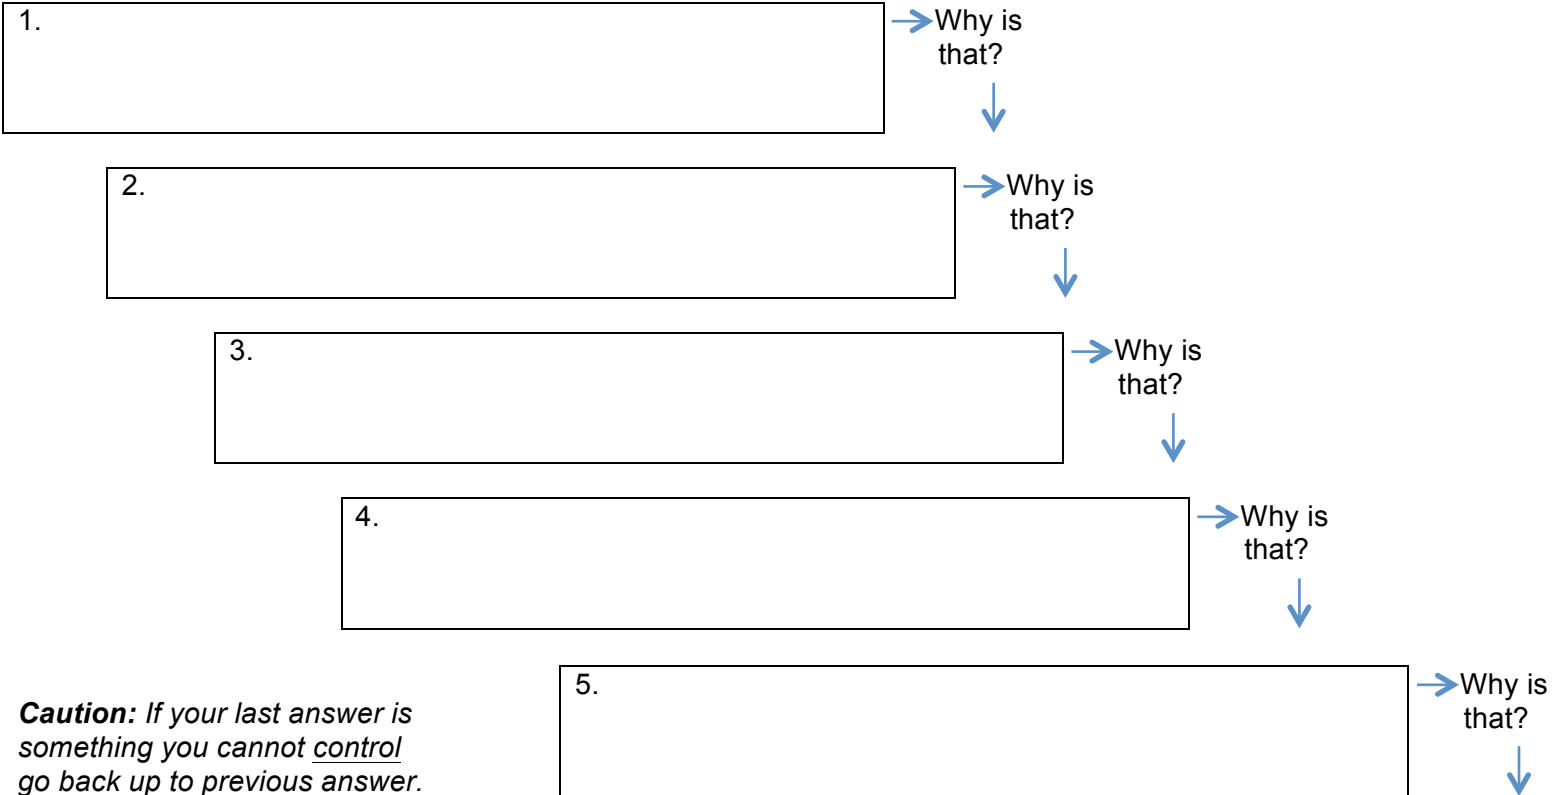 1.
Why is
that?
2.
Why is
that?
3.
Why is
that?
4.
Why is
that?
5.
Why is
that?
Caution: If your last answer is
something you cannot control
go back up to previous answer.